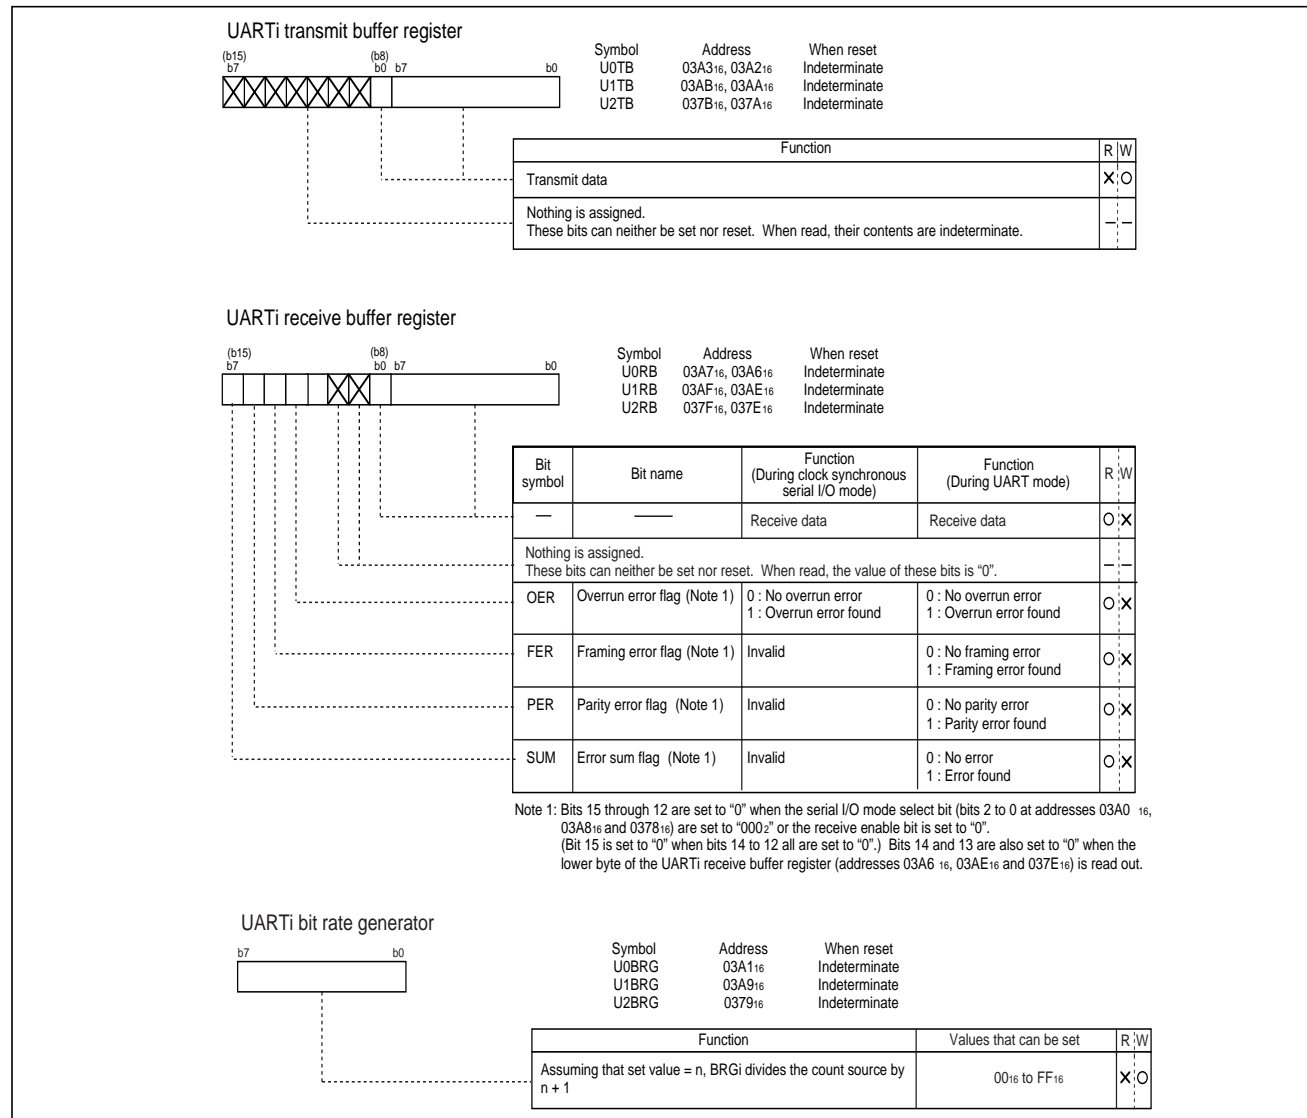 UARTi transmit buffer register
(b15) (b8)
b7 b0 b7 b0
Symbol Address When reset
U0TB 03A316, 03A216 Indeterminate
U1TB 03AB16, 03AA16 Indeterminate
U2TB 037B16, 037A16 Indeterminate
Function R W
Transmit data X O
Nothing is assigned.
These bits can neither be set nor reset. When read, their contents are indeterminate. — —
UARTi receive buffer register
(b15) (b8)
b7 b0 b7 b0
Symbol Address When reset
U0RB 03A716, 03A616 Indeterminate
U1RB 03AF16, 03AE16 Indeterminate
U2RB 037F16, 037E16 Indeterminate
Bit symbol Bit name Function (During clock synchronous serial I/O mode) Function (During UART mode) R W
— — Receive data Receive data O X
Nothing is assigned.
These bits can neither be set nor reset. When read, the value of these bits is “0”. — —
OER Overrun error flag (Note 1) 0 : No overrun error 0 : No overrun error O X
1 : Overrun error found 1 : Overrun error found
FER Framing error flag (Note 1) Invalid 0 : No framing error O X
1 : Framing error found
PER Parity error flag (Note 1) Invalid 0 : No parity error O X
1 : Parity error found
SUM Error sum flag (Note 1) Invalid 0 : No error O X
1 : Error found
Note 1: Bits 15 through 12 are set to “0” when the serial I/O mode select bit (bits 2 to 0 at addresses 03A0 16,
03A816 and 037816) are set to “0002” or the receive enable bit is set to “0”.
(Bit 15 is set to “0” when bits 14 to 12 all are set to “0”.) Bits 14 and 13 are also set to “0” when the
lower byte of the UARTi receive buffer register (addresses 03A6 16, 03AE16 and 037E16) is read out.
UARTi bit rate generator
b7 b0
Symbol Address When reset
U0BRG 03A116 Indeterminate
U1BRG 03A916 Indeterminate
U2BRG 037916 Indeterminate
Function Values that can be set R W
Assuming that set value = n, BRGi divides the count source by 0016 to FF16 X O
n + 1